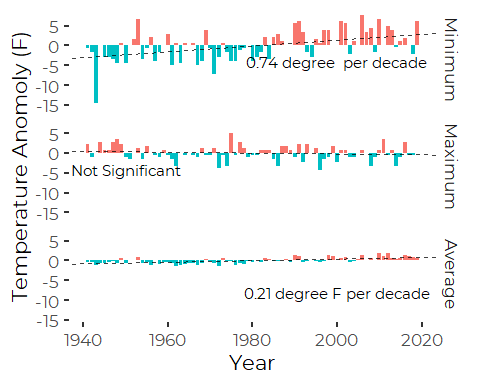 Temperature Anomoly (F)
5
0
-5
-10
-15
0.74 degree  per decade
Minimum
5
0
-5
-10
-15
Not Significant
Maximum
5
0
-5
-10
-15
0.21 degree F per decade
Average
1940 1960 1980 2000 2020
Year